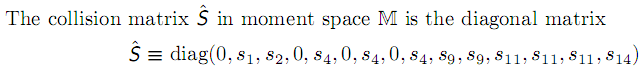 The collision matrix Ŝ in moment space 𝕄 is the diagonal matrix
Ŝ ≡ diag(0, s₁, s₂, 0, s₄, 0, s₄, 0, s₄, s₉, s₉, s₁₁, s₁₁, s₁₁, s₁₄)